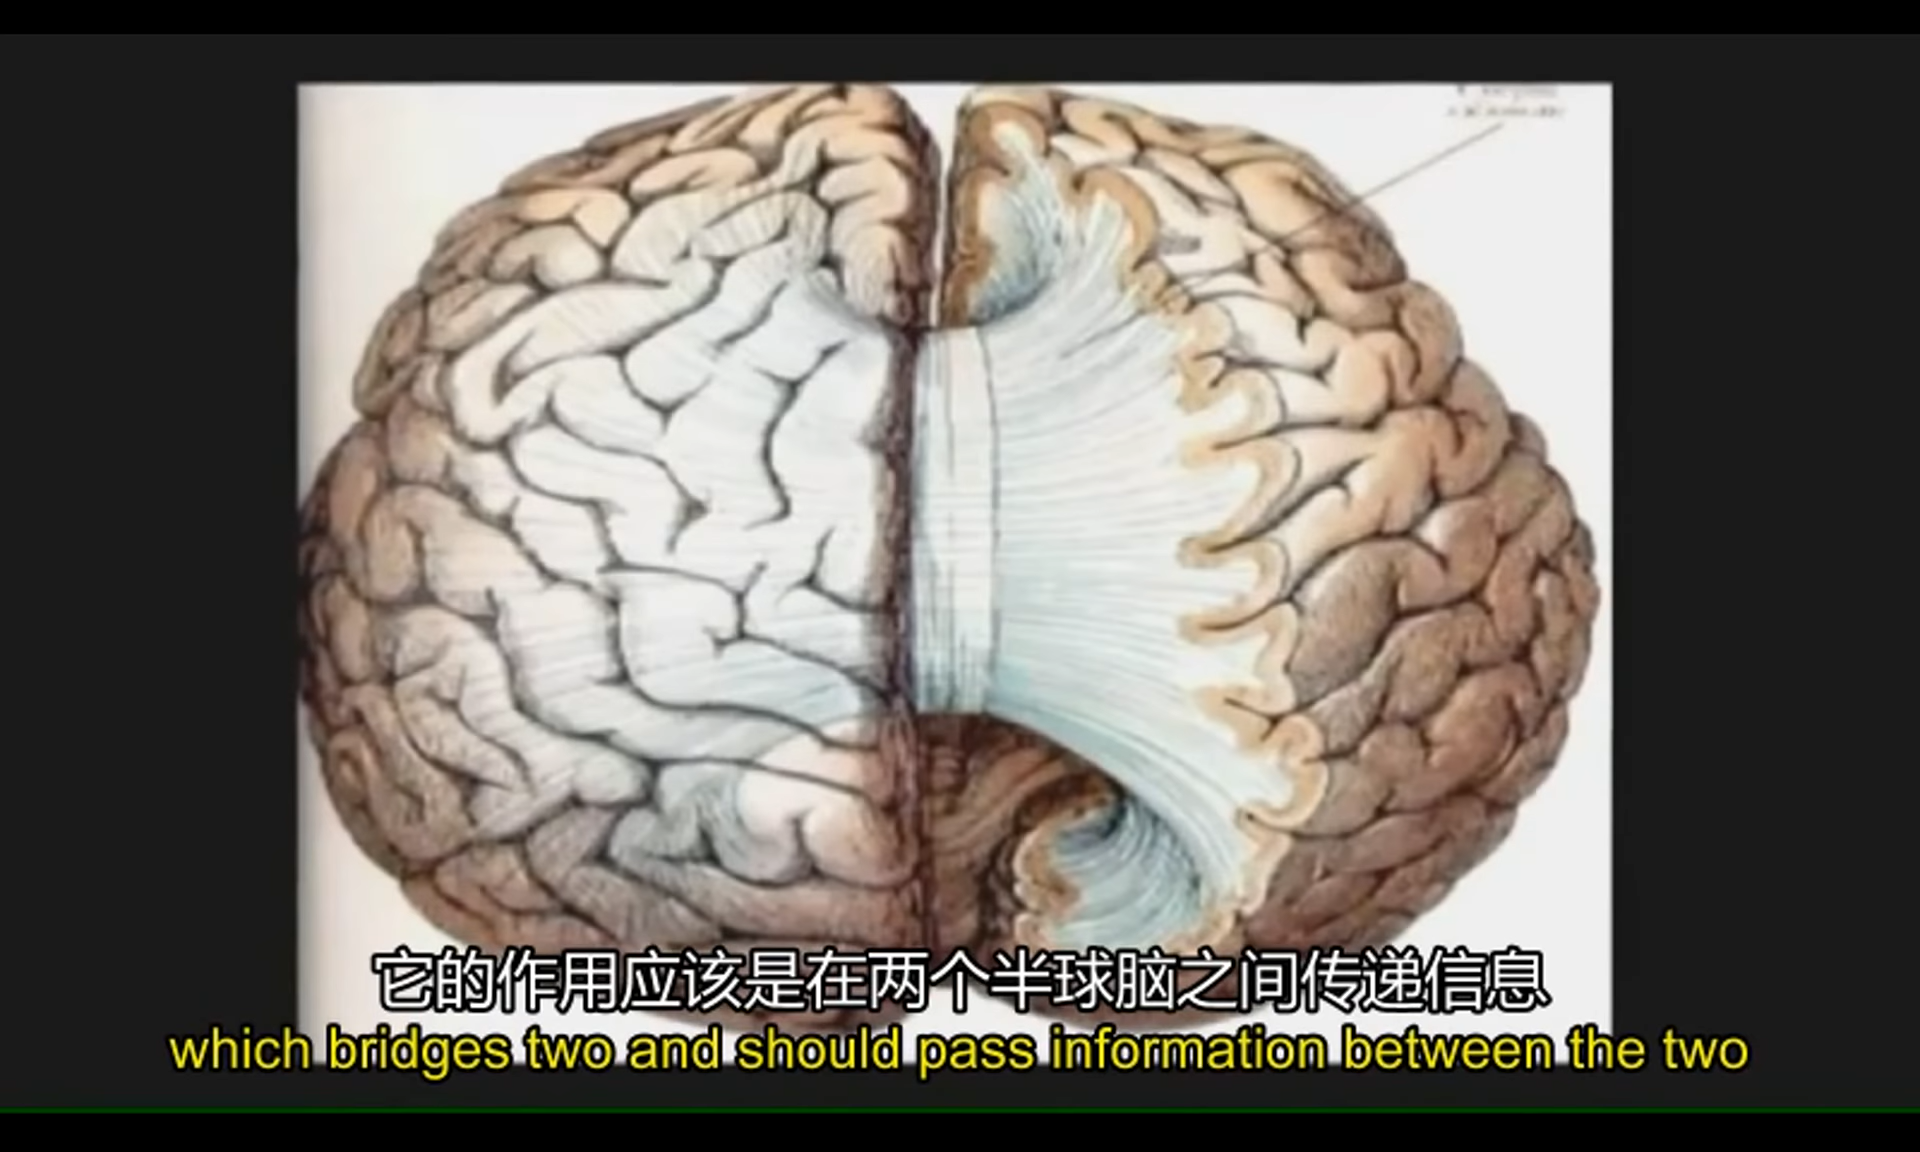 它的作用应该是在两个半球脑之间传递信息
which bridges two and should pass information between the two